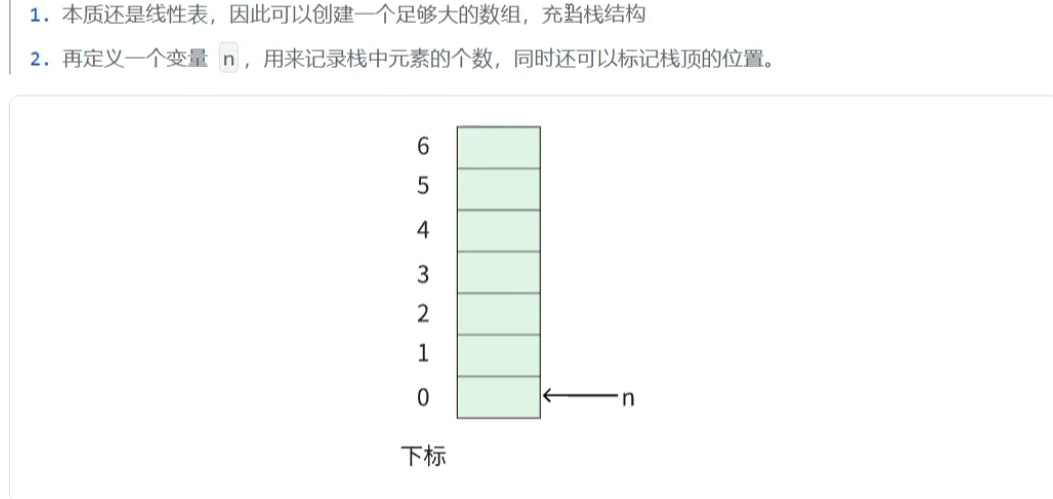 1. 本质还是线性表，因此可以创建一个足够大的数组，充当栈结构
2. 再定义一个变量 n ，用来记录栈中元素的个数，同时还可以标记栈顶的位置。
6
5
4
3
2
1
0 n
下标